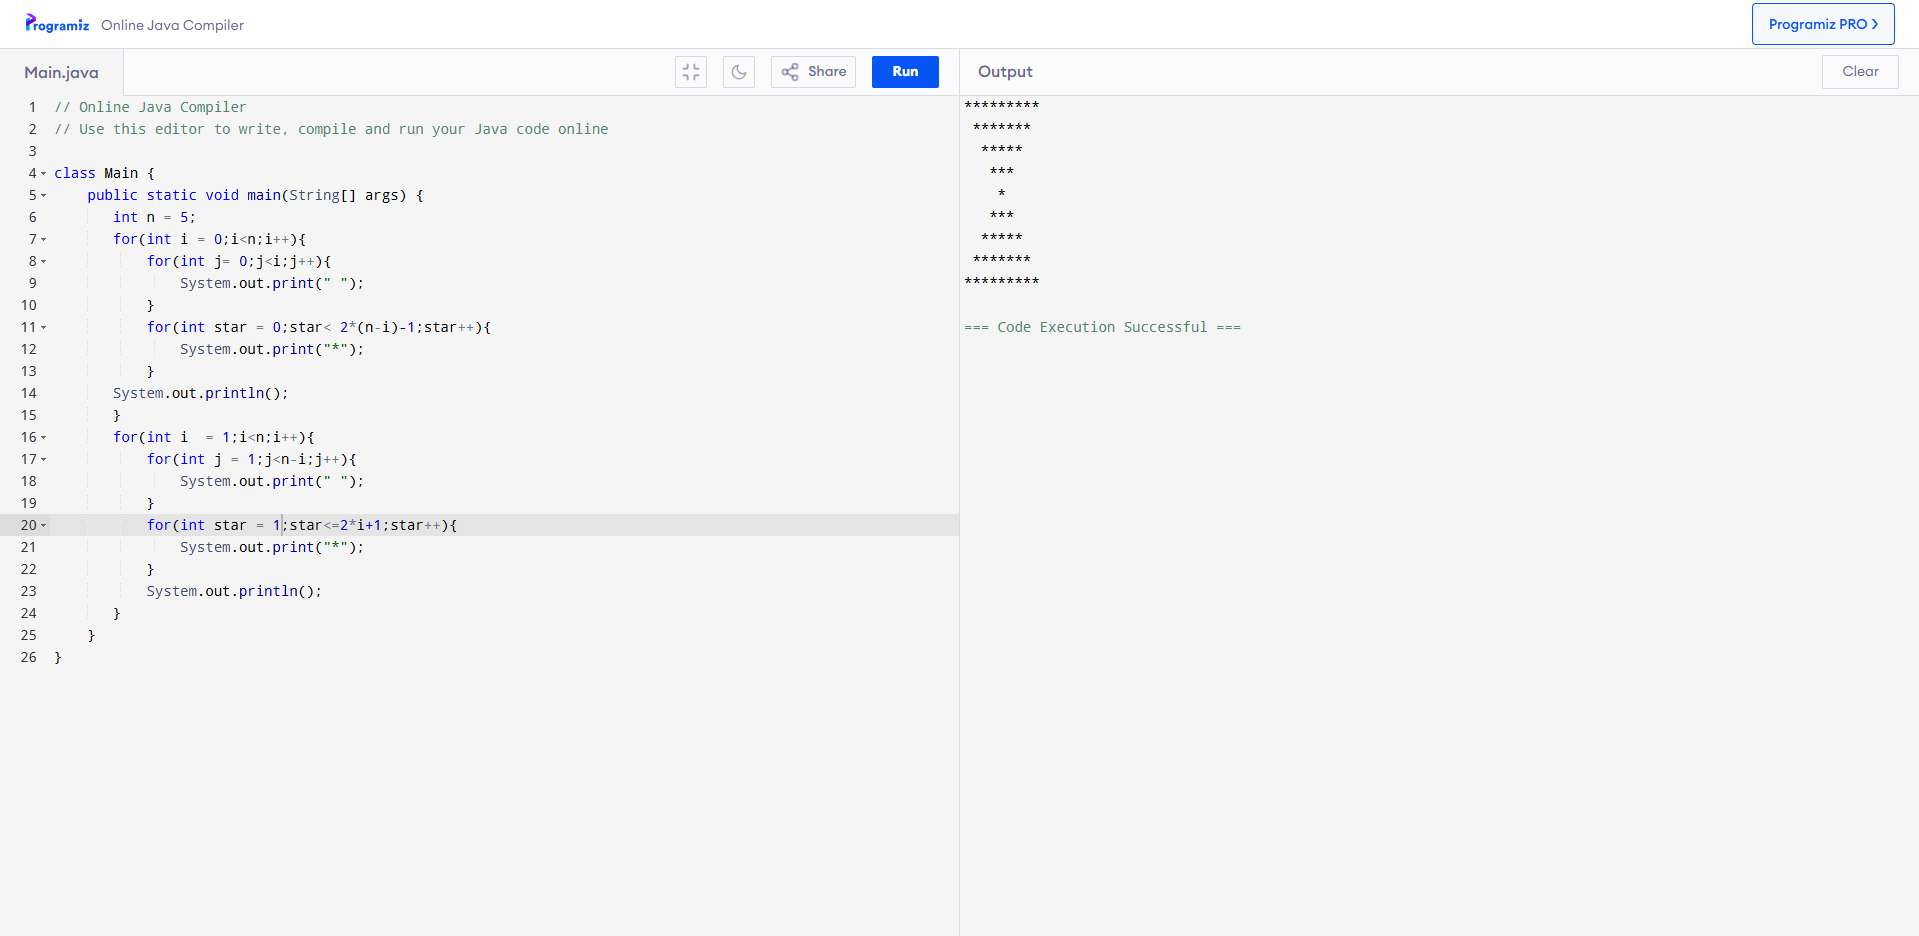 Programiz Online Java Compiler
Programiz PRO >
Main.java
Share
Run
Output
Clear
1 // Online Java Compiler
2 // Use this editor to write, compile and run your Java code online
3
4 class Main {
5     public static void main(String[] args) {
6        int n = 5;
7        for(int i = 0;i<n;i++){
8            for(int j= 0;j<i;j++){
9                System.out.print(" ");
10            }
11            for(int star = 0;star< 2*(n-i)-1;star++){
12                System.out.print("*");
13            }
14        System.out.println();
15        }
16        for(int i  = 1;i<n;i++){
17            for(int j = 1;j<n-i;j++){
18                System.out.print(" ");
19            }
20            for(int star = 1;star<=2*i+1;star++){
21                System.out.print("*");
22            }
23            System.out.println();
24        }
25     }
26 }
*********
 *******
  *****
   ***
    *
   ***
  *****
 *******
*********
=== Code Execution Successful ===